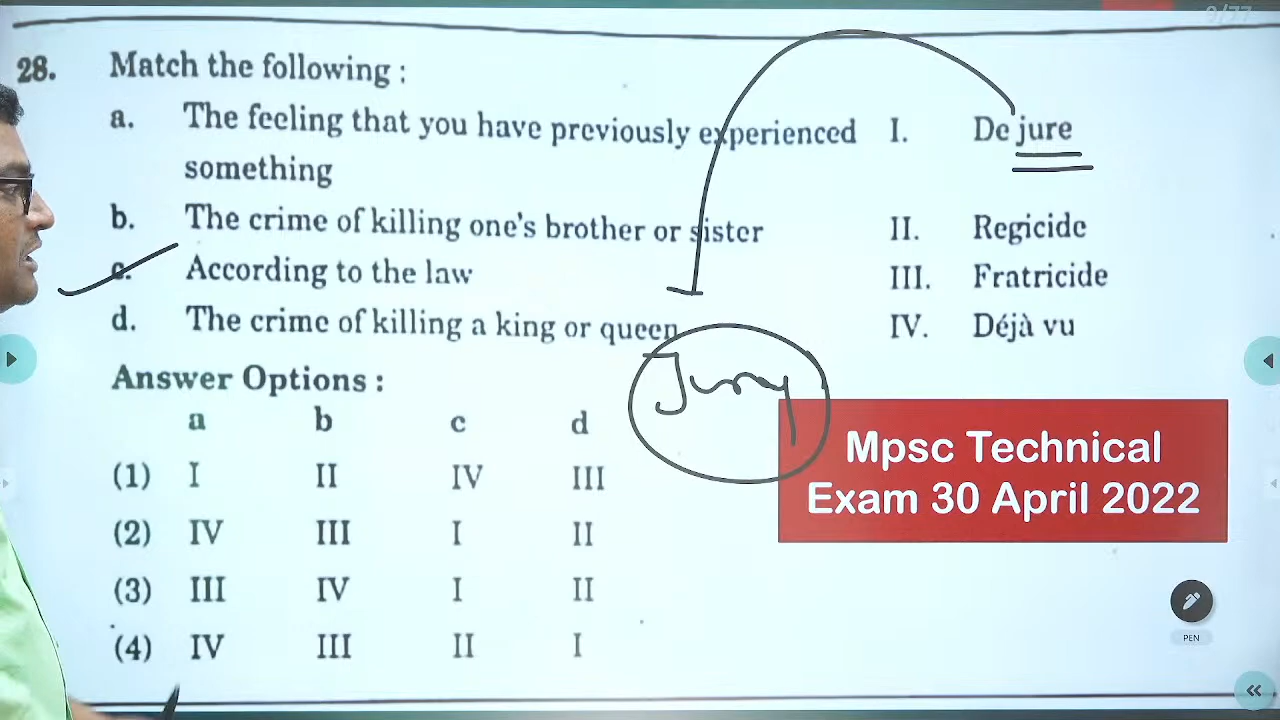 9/77
28. Match the following :
a. The feeling that you have previously experienced I. De jure
something
b. The crime of killing one's brother or sister II. Regicide
c. According to the law III. Fratricide
d. The crime of killing a king or queen IV. Déjà vu
Answer Options :
a b c d
(1) I II IV III
(2) IV III I II
(3) III IV I II
(4) IV III II I
Jury
Mpsc Technical
Exam 30 April 2022
PEN